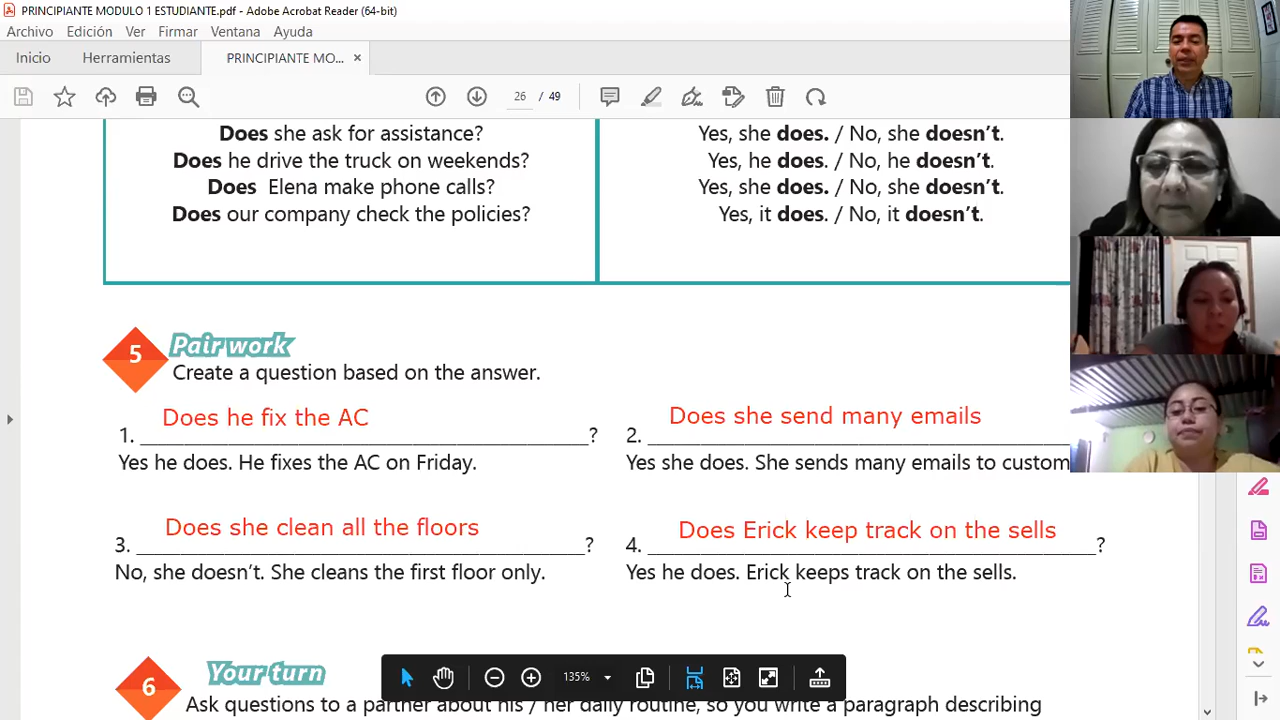 PRINCIPIANTE MODULO 1 ESTUDIANTE.pdf - Adobe Acrobat Reader (64-bit)
Archivo Edición Ver Firmar Ventana Ayuda
Inicio Herramientas PRINCIPIANTE MO... ×
26 / 49
Does she ask for assistance? Yes, she does. / No, she doesn't.
Does he drive the truck on weekends? Yes, he does. / No, he doesn't.
Does Elena make phone calls? Yes, she does. / No, she doesn't.
Does our company check the policies? Yes, it does. / No, it doesn't.
5 Pair work
Create a question based on the answer.
Does he fix the AC
1. ? 
Yes he does. He fixes the AC on Friday.
Does she send many emails
2.
Yes she does. She sends many emails to custom
Does she clean all the floors
3. ?
No, she doesn't. She cleans the first floor only.
Does Erick keep track on the sells
4. ?
Yes he does. Erick keeps track on the sells.
6 Your turn
135%
Ask questions to a partner about his / her daily routine, so you write a paragraph describing